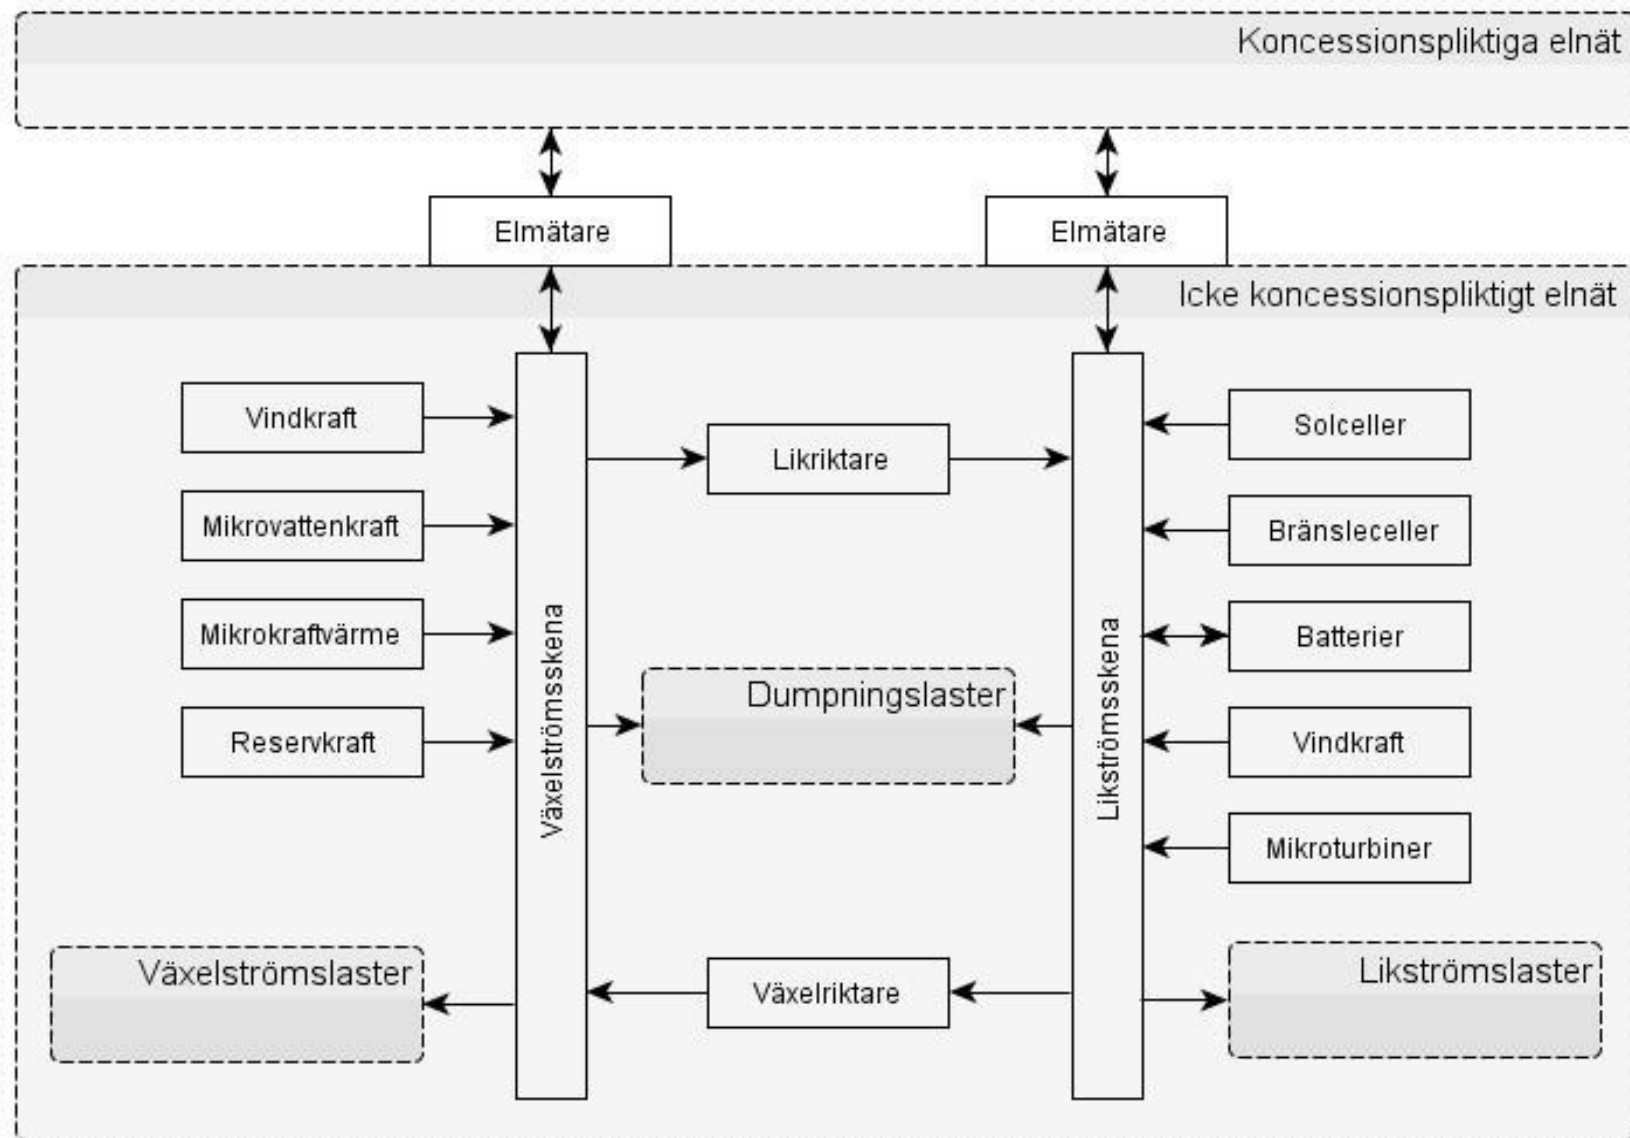 Koncessionspliktiga elnät
Elmätare
Elmätare
Icke koncessionspliktigt elnät
Vindkraft
Mikrovattenkraft
Mikrokraftvärme
Reservkraft
Växelströmsskena
Likriktare
Dumpningslaster
Växelriktare
Likströmsskena
Solceller
Bränsleceller
Batterier
Vindkraft
Mikroturbiner
Växelströmslaster
Likströmslaster